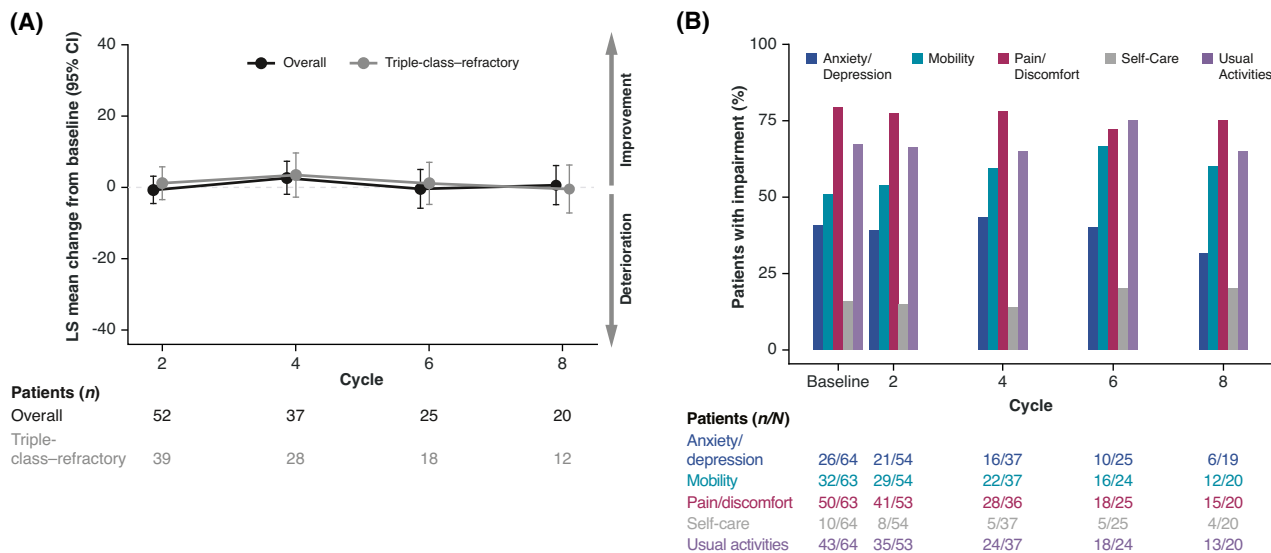 (A)
LS mean change from baseline (95% CI)
40
20
0
-20
-40
Overall
Triple-class–refractory
Improvement
Deterioration
2 4 6 8
Cycle
Patients (n)
Overall 52 37 25 20
Triple-
class–refractory 39 28 18 12
(B)
Patients with impairment (%)
100
75
50
25
0
Anxiety/
Depression
Mobility
Pain/
Discomfort
Self-Care
Usual
Activities
Baseline 2 4 6 8
Cycle
Patients (n/N)
Anxiety/
depression 26/64 21/54 16/37 10/25 6/19
Mobility 32/63 29/54 22/37 16/24 12/20
Pain/discomfort 50/63 41/53 28/36 18/25 15/20
Self-care 10/64 8/54 5/37 5/25 4/20
Usual activities 43/64 35/53 24/37 18/24 13/20